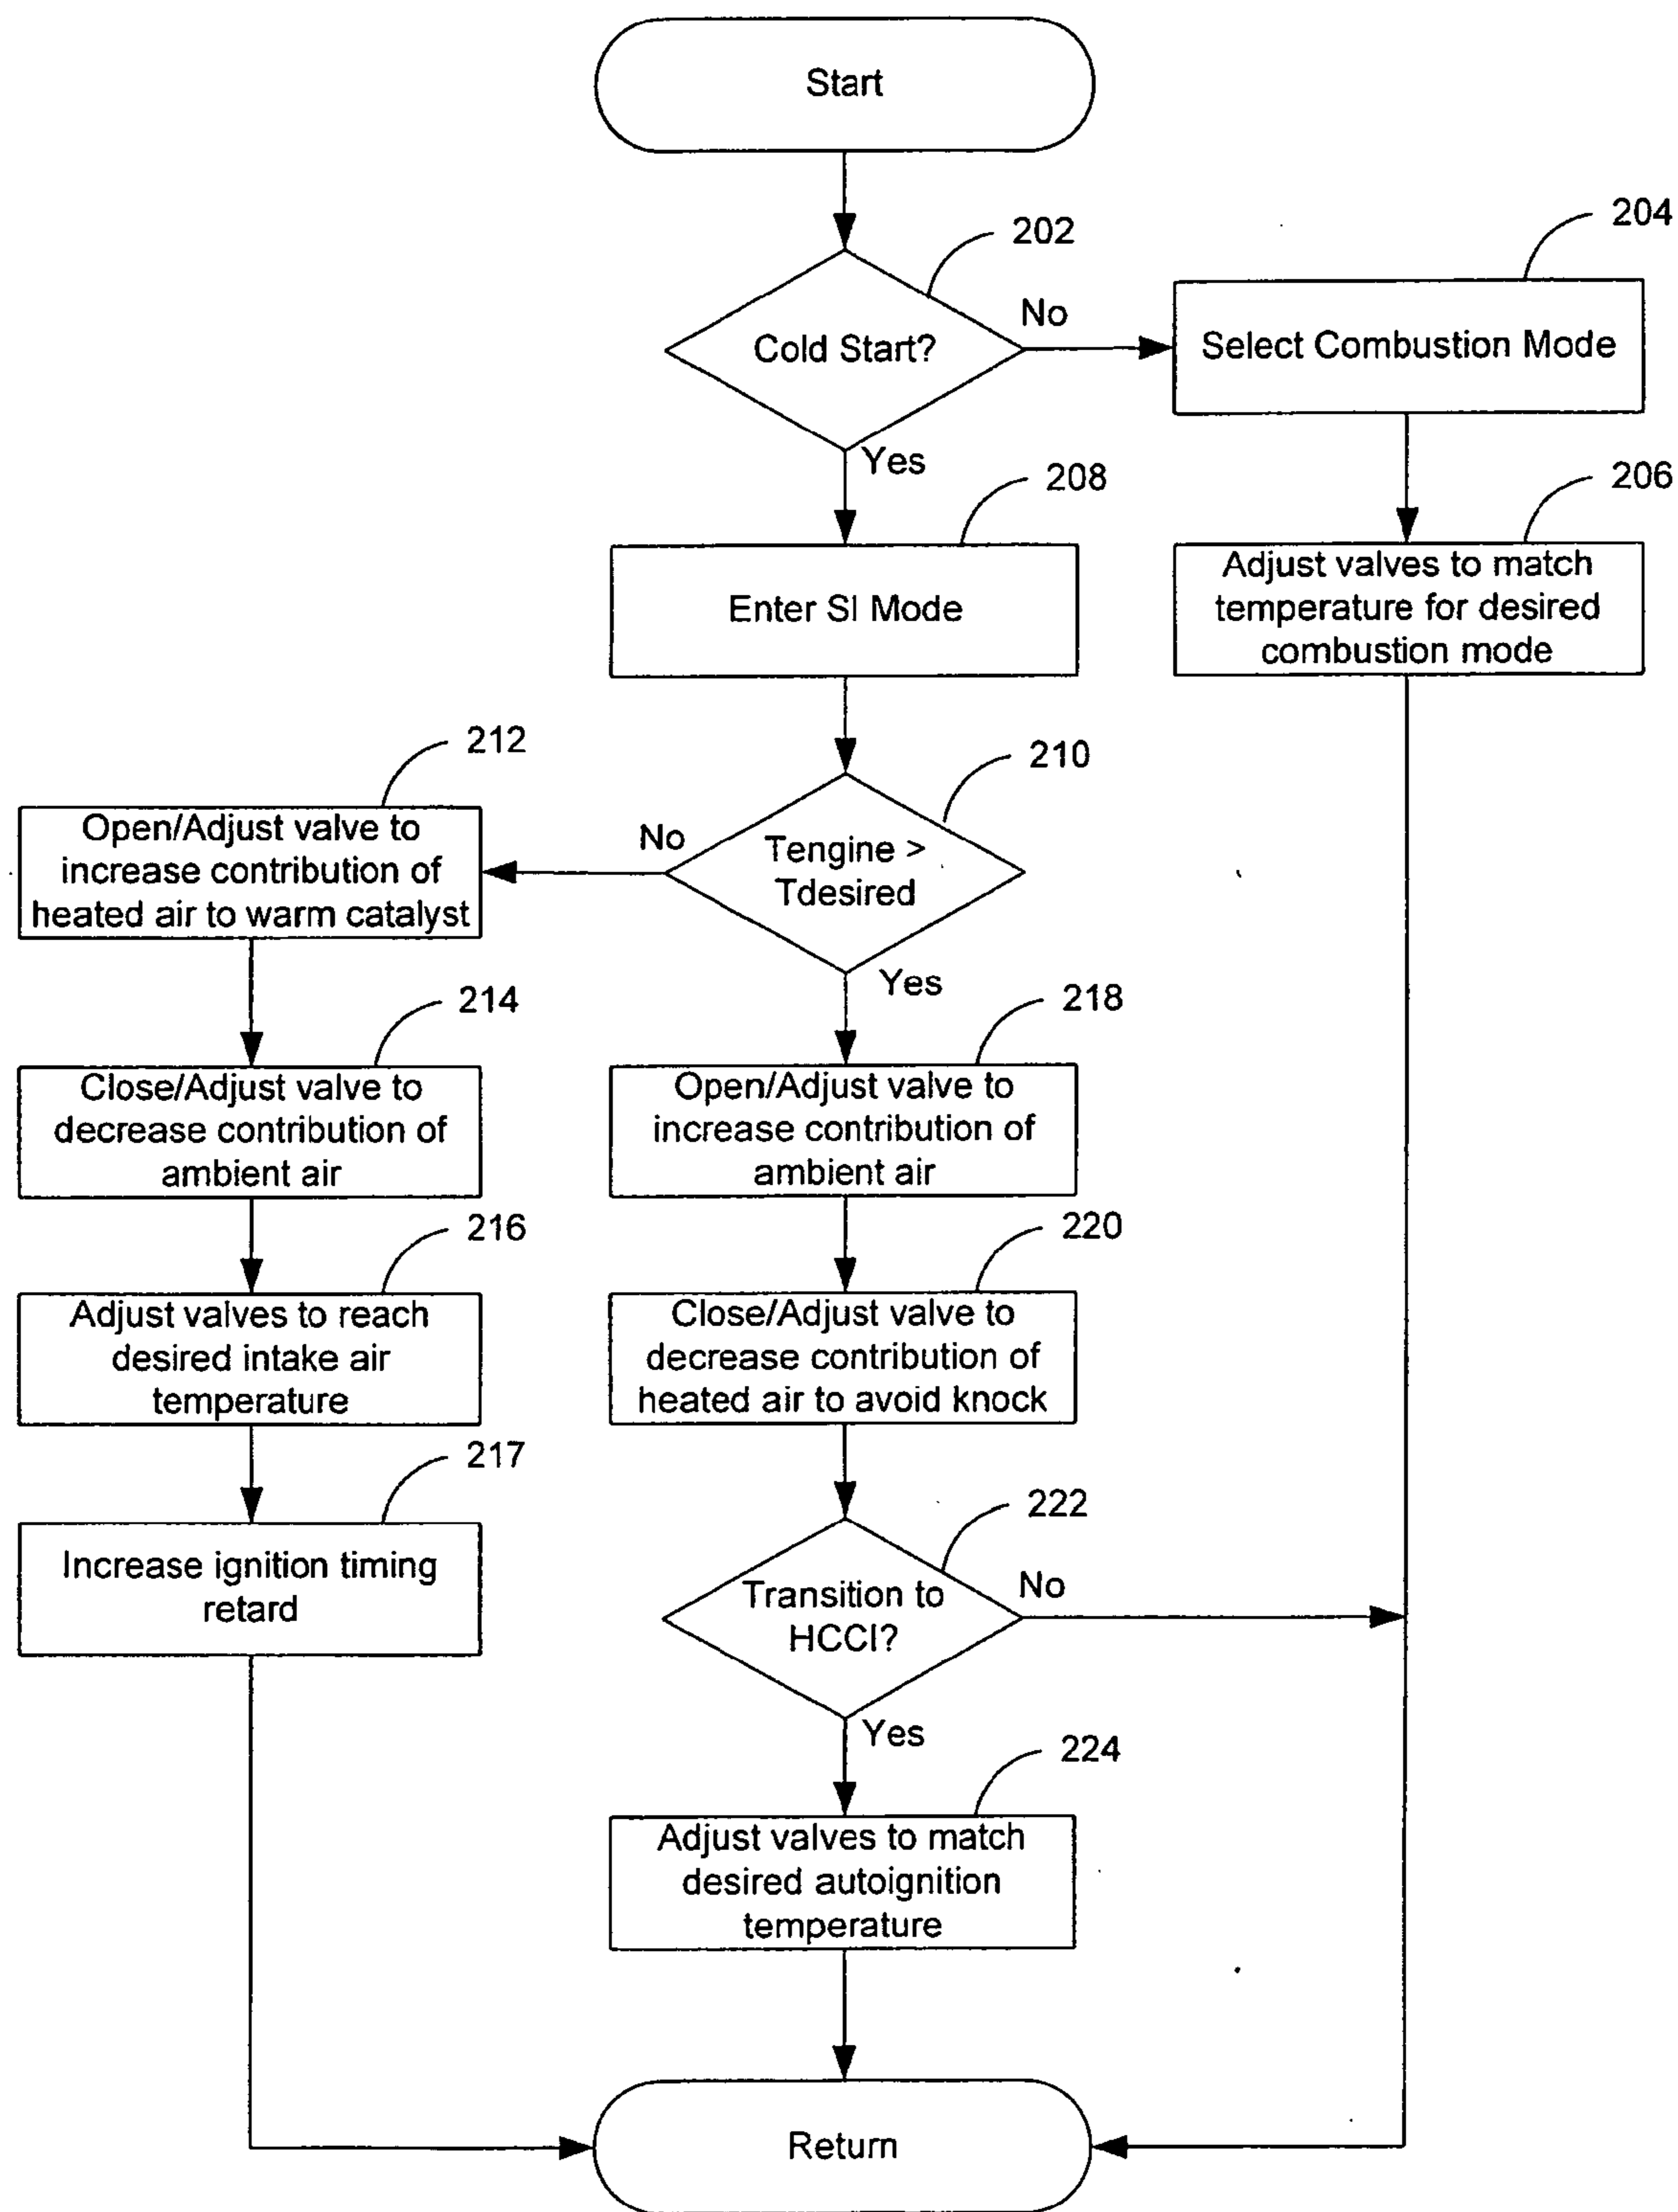 Start
202
Cold Start?
No
204
Select Combustion Mode
Yes
206
Adjust valves to match
temperature for desired
combustion mode
208
Enter SI Mode
210
Tengine >
Tdesired
No
212
Open/Adjust valve to
increase contribution of
heated air to warm catalyst
214
Close/Adjust valve to
decrease contribution of
ambient air
216
Adjust valves to reach
desired intake air
temperature
217
Increase ignition timing
retard
Yes
218
Open/Adjust valve to
increase contribution of
ambient air
220
Close/Adjust valve to
decrease contribution of
heated air to avoid knock
222
Transition to
HCCI?
No
Yes
224
Adjust valves to match
desired autoignition
temperature
Return